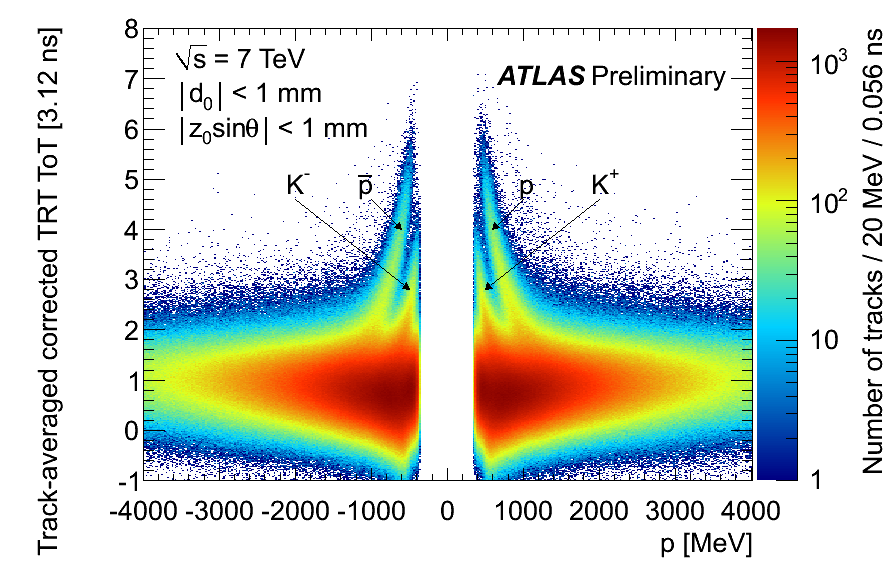 √s = 7 TeV
|d₀| < 1 mm
|z₀sinθ| < 1 mm
ATLAS Preliminary
K⁻
p̅
p
K⁺
Track-averaged corrected TRT ToT [3.12 ns]
8
7
6
5
4
3
2
1
0
-1
-4000 -3000 -2000 -1000 0 1000 2000 3000 4000
p [MeV]
10³
10²
10
1
Number of tracks / 20 MeV / 0.056 ns